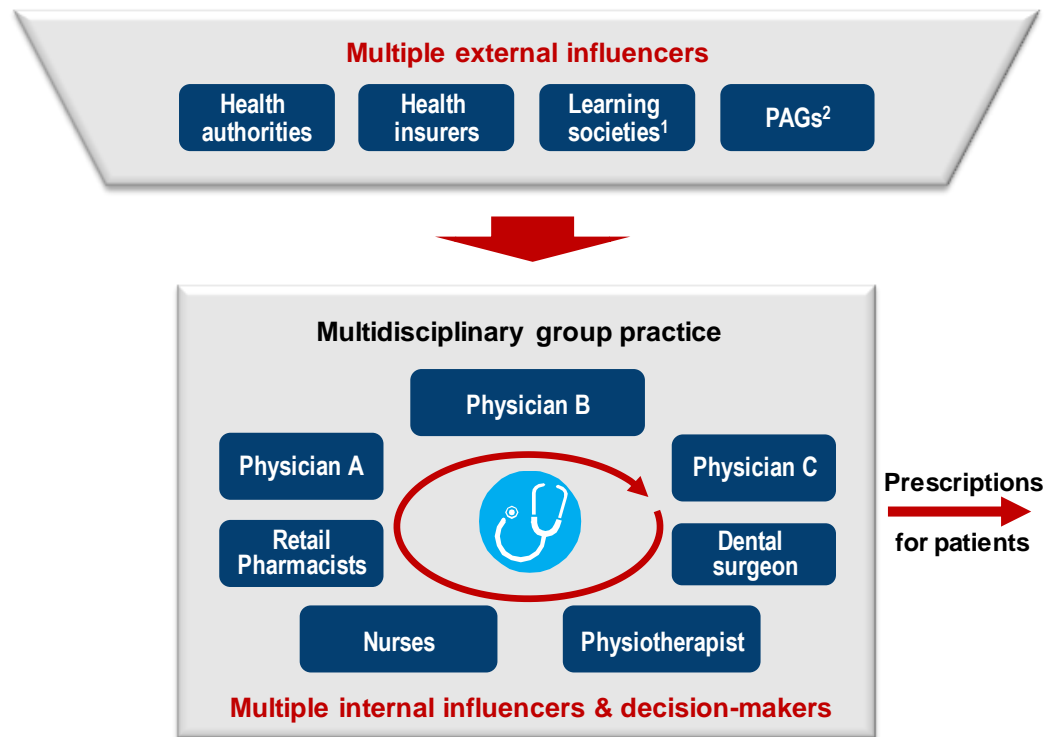 Multiple external influencers
Health
authorities
Health
insurers
Learning
societies1
PAGs2
Multidisciplinary group practice
Physician B
Physician A
Physician C
Retail
Pharmacists
Dental
surgeon
Nurses
Physiotherapist
Multiple internal influencers & decision-makers
Prescriptions
for patients